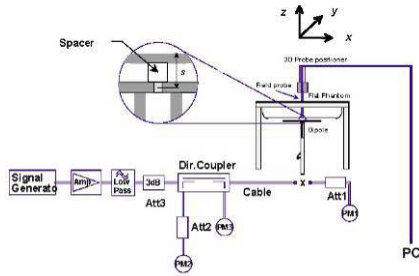 z
y
x
Spacer
s
3D Probe positioner
Field probe
Flat Phantom
Dipole
Signal
Generato
Amp
Low
Pass
3dB
Att3
Dir.Coupler
Cable
x
Att1
PM1
Att2
PM3
PM2
PC